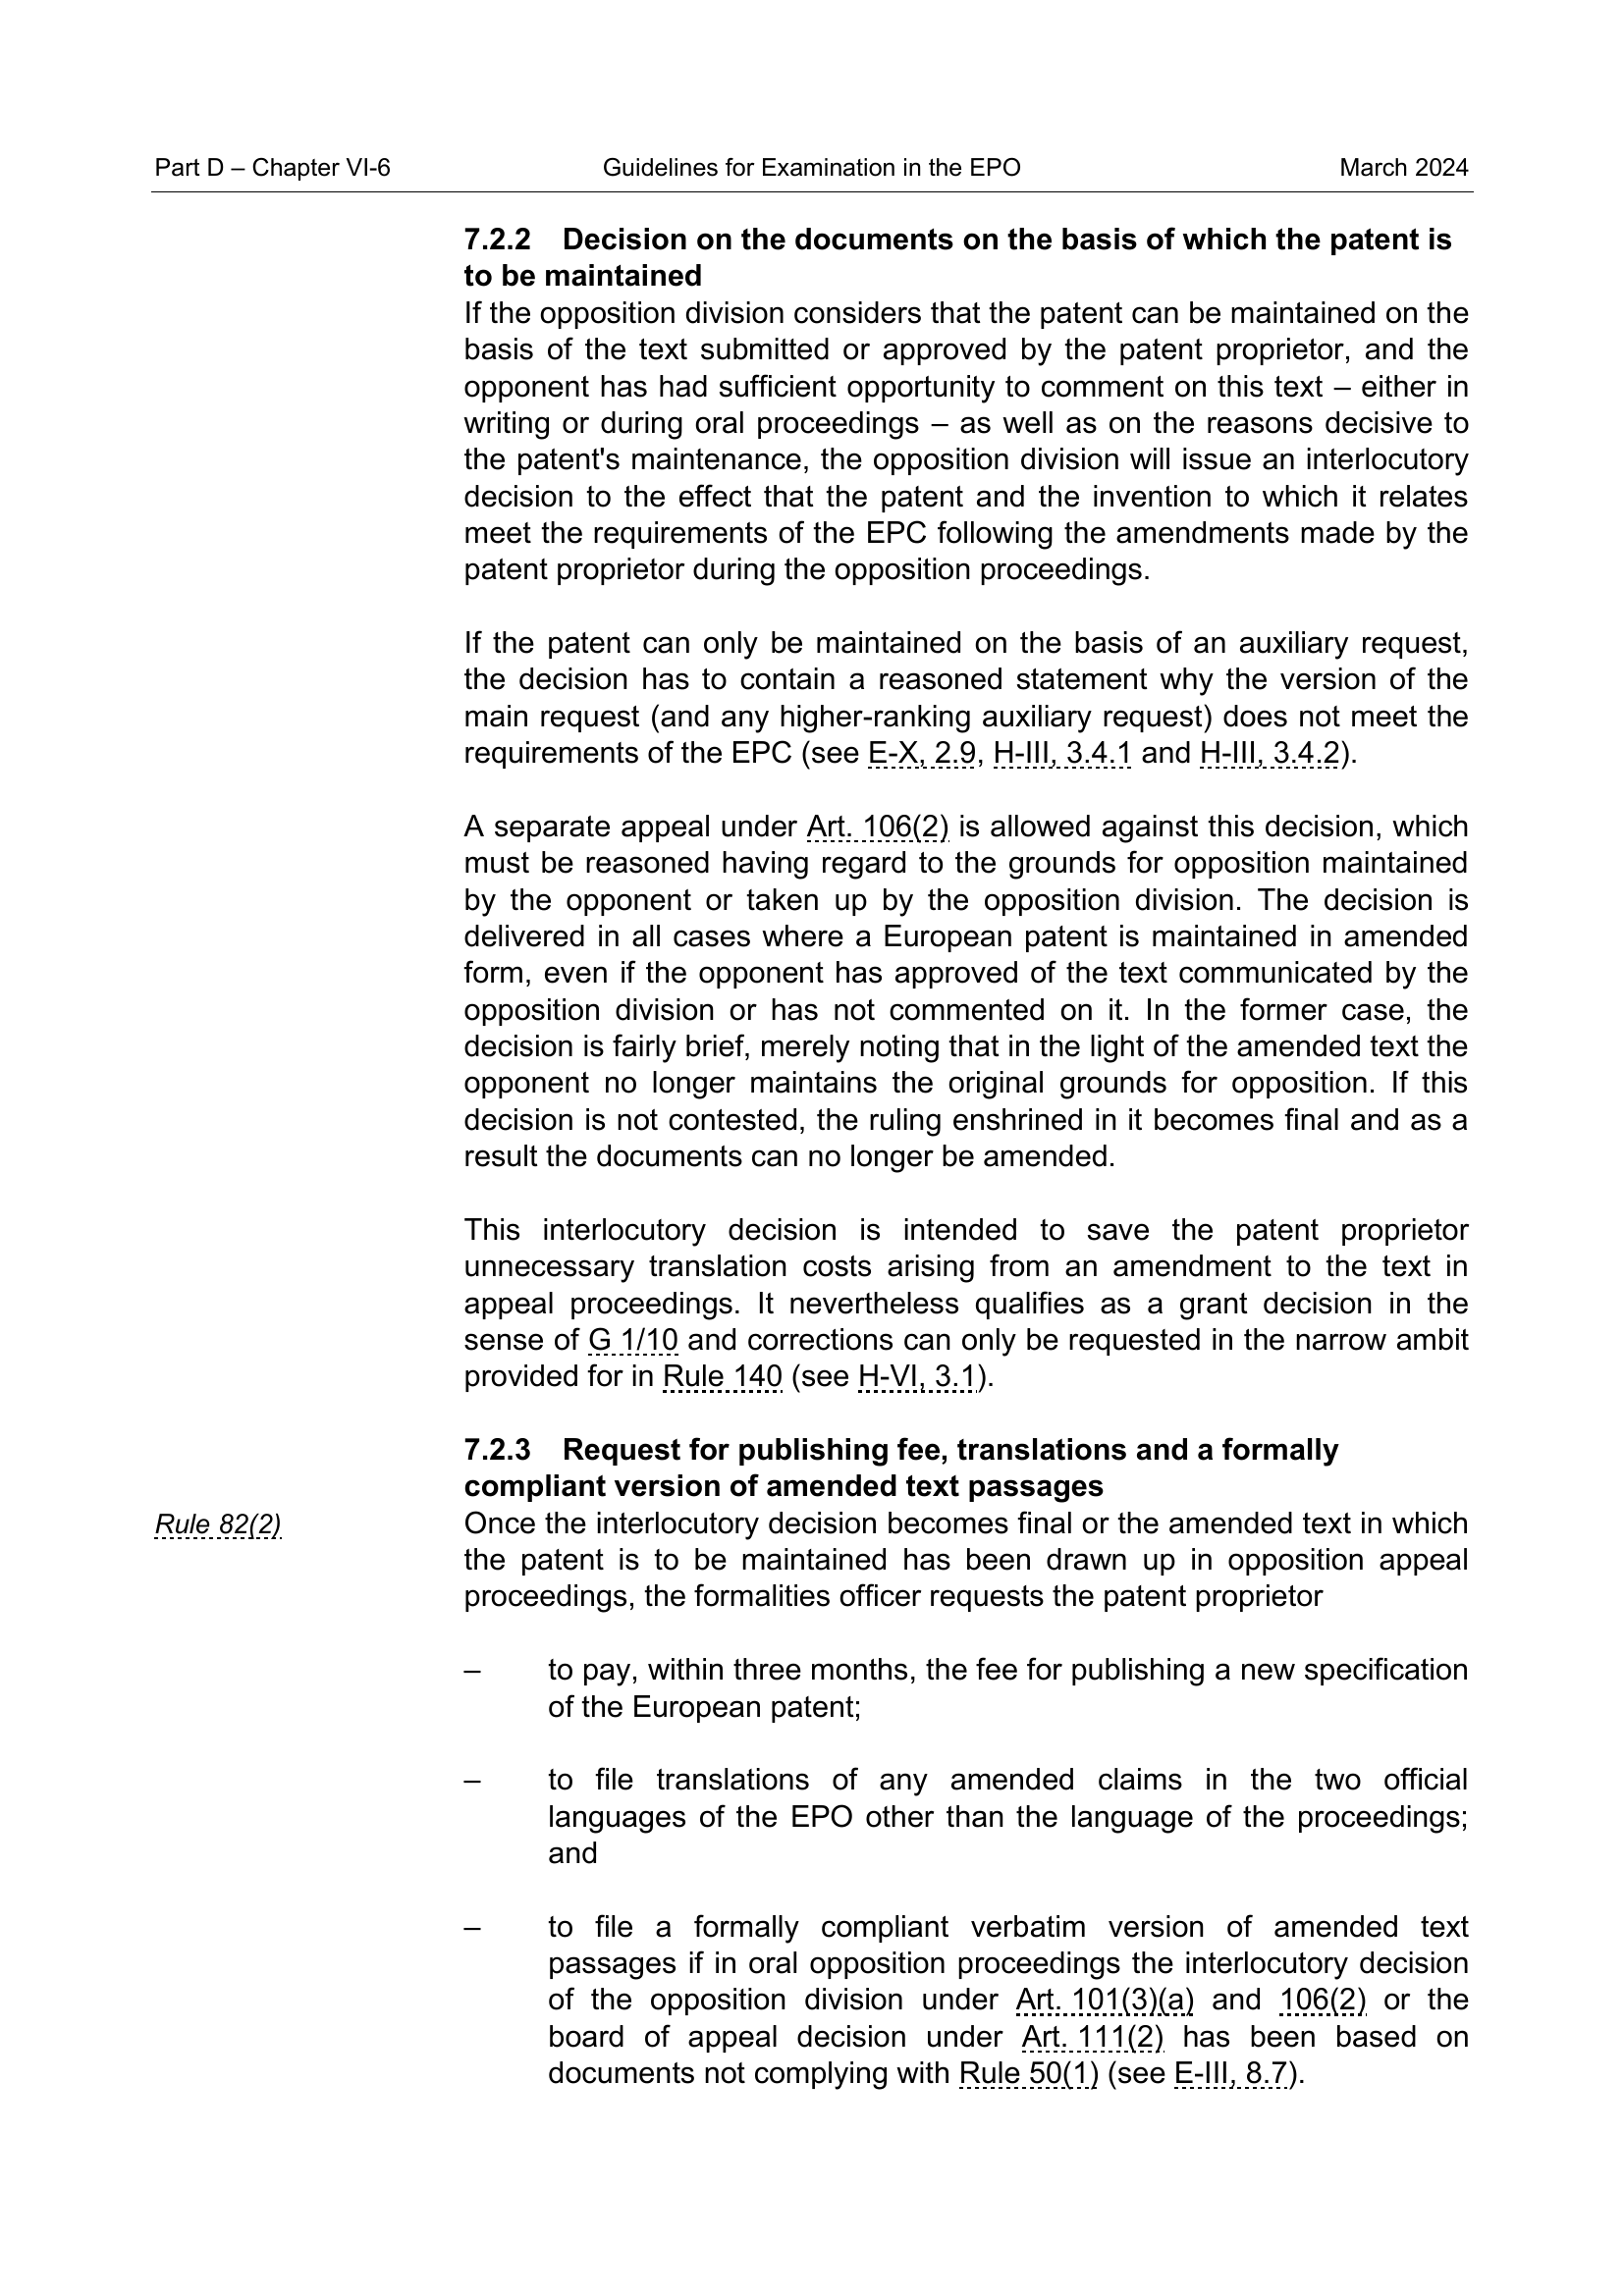 Part D – Chapter VI-6 Guidelines for Examination in the EPO March 2024
7.2.2 Decision on the documents on the basis of which the patent is
to be maintained
If the opposition division considers that the patent can be maintained on the
basis of the text submitted or approved by the patent proprietor, and the
opponent has had sufficient opportunity to comment on this text – either in
writing or during oral proceedings – as well as on the reasons decisive to
the patent's maintenance, the opposition division will issue an interlocutory
decision to the effect that the patent and the invention to which it relates
meet the requirements of the EPC following the amendments made by the
patent proprietor during the opposition proceedings.
If the patent can only be maintained on the basis of an auxiliary request,
the decision has to contain a reasoned statement why the version of the
main request (and any higher-ranking auxiliary request) does not meet the
requirements of the EPC (see E-X, 2.9, H-III, 3.4.1 and H-III, 3.4.2).
A separate appeal under Art. 106(2) is allowed against this decision, which
must be reasoned having regard to the grounds for opposition maintained
by the opponent or taken up by the opposition division. The decision is
delivered in all cases where a European patent is maintained in amended
form, even if the opponent has approved of the text communicated by the
opposition division or has not commented on it. In the former case, the
decision is fairly brief, merely noting that in the light of the amended text the
opponent no longer maintains the original grounds for opposition. If this
decision is not contested, the ruling enshrined in it becomes final and as a
result the documents can no longer be amended.
This interlocutory decision is intended to save the patent proprietor
unnecessary translation costs arising from an amendment to the text in
appeal proceedings. It nevertheless qualifies as a grant decision in the
sense of G 1/10 and corrections can only be requested in the narrow ambit
provided for in Rule 140 (see H-VI, 3.1).
7.2.3 Request for publishing fee, translations and a formally
compliant version of amended text passages
Rule 82(2) Once the interlocutory decision becomes final or the amended text in which
the patent is to be maintained has been drawn up in opposition appeal
proceedings, the formalities officer requests the patent proprietor
– to pay, within three months, the fee for publishing a new specification
of the European patent;
– to file translations of any amended claims in the two official
languages of the EPO other than the language of the proceedings;
and
– to file a formally compliant verbatim version of amended text
passages if in oral opposition proceedings the interlocutory decision
of the opposition division under Art. 101(3)(a) and 106(2) or the
board of appeal decision under Art. 111(2) has been based on
documents not complying with Rule 50(1) (see E-III, 8.7).